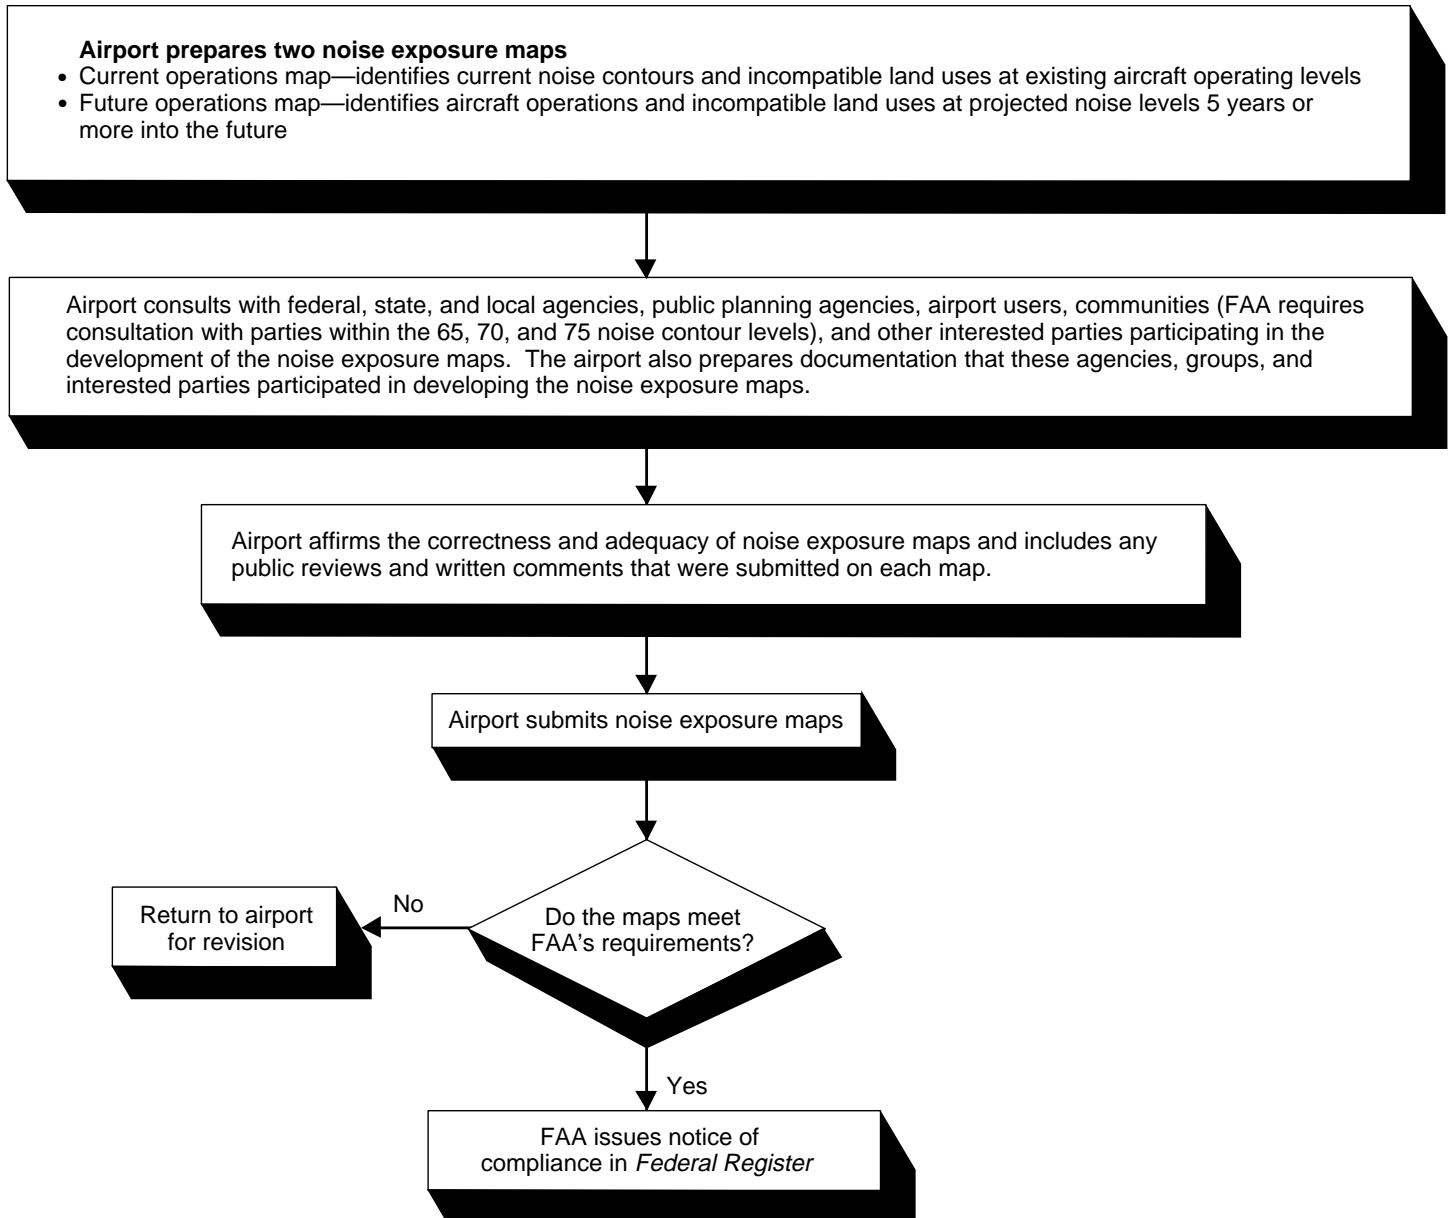 Airport prepares two noise exposure maps
• Current operations map—identifies current noise contours and incompatible land uses at existing aircraft operating levels
• Future operations map—identifies aircraft operations and incompatible land uses at projected noise levels 5 years or
more into the future
Airport consults with federal, state, and local agencies, public planning agencies, airport users, communities (FAA requires
consultation with parties within the 65, 70, and 75 noise contour levels), and other interested parties participating in the
development of the noise exposure maps.  The airport also prepares documentation that these agencies, groups, and
interested parties participated in developing the noise exposure maps.
Airport affirms the correctness and adequacy of noise exposure maps and includes any
public reviews and written comments that were submitted on each map.
Airport submits noise exposure maps
Do the maps meet
FAA's requirements?
No
Return to airport
for revision
Yes
FAA issues notice of
compliance in Federal Register